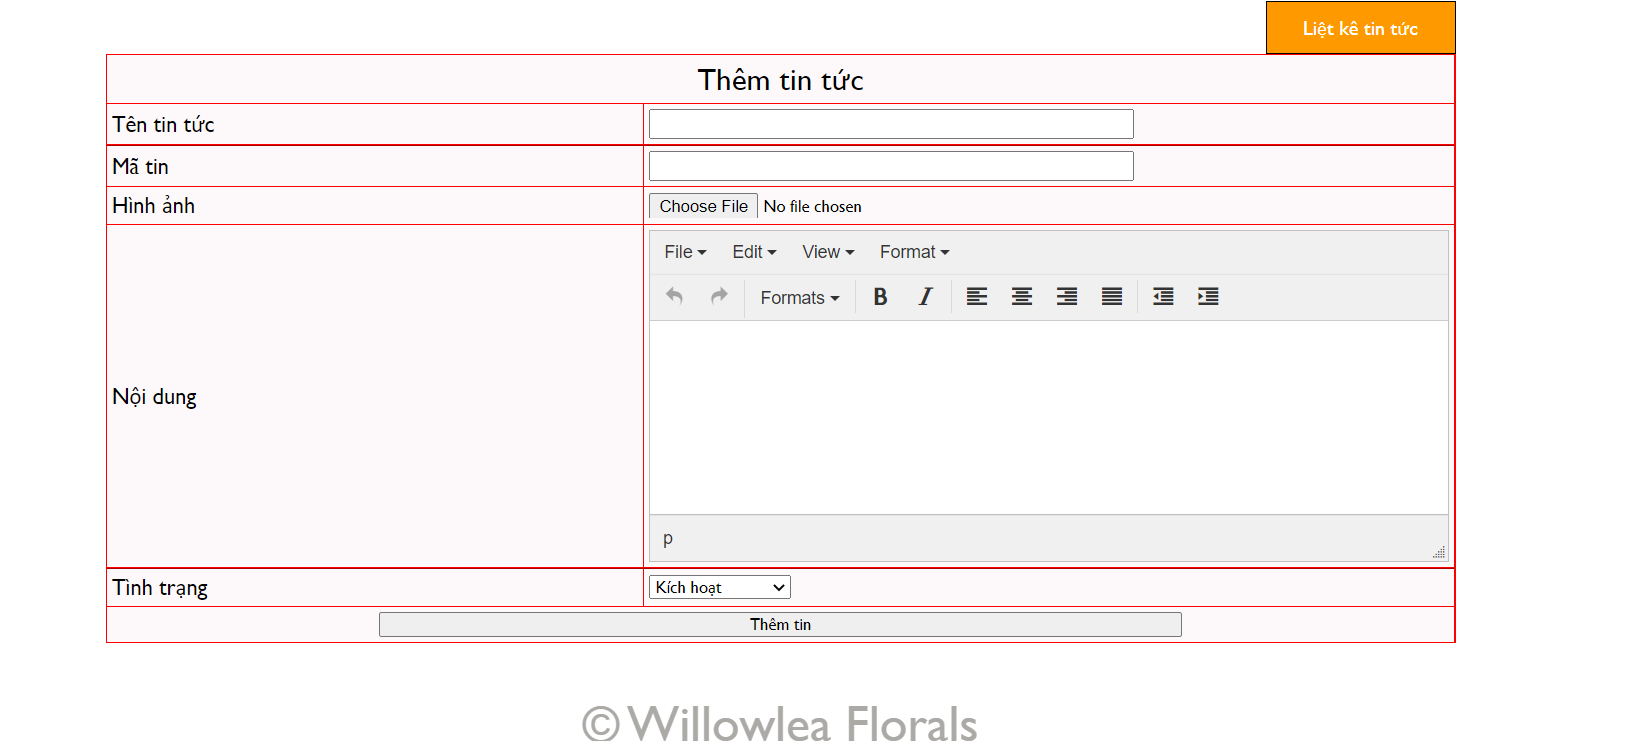 Liệt kê tin tức
Thêm tin tức
Tên tin tức
Mã tin
Hình ảnh
Choose File No file chosen
File Edit View Format
Formats B I
Nội dung
p
Tình trạng
Kích hoạt
Thêm tin
© Willowlea Florals